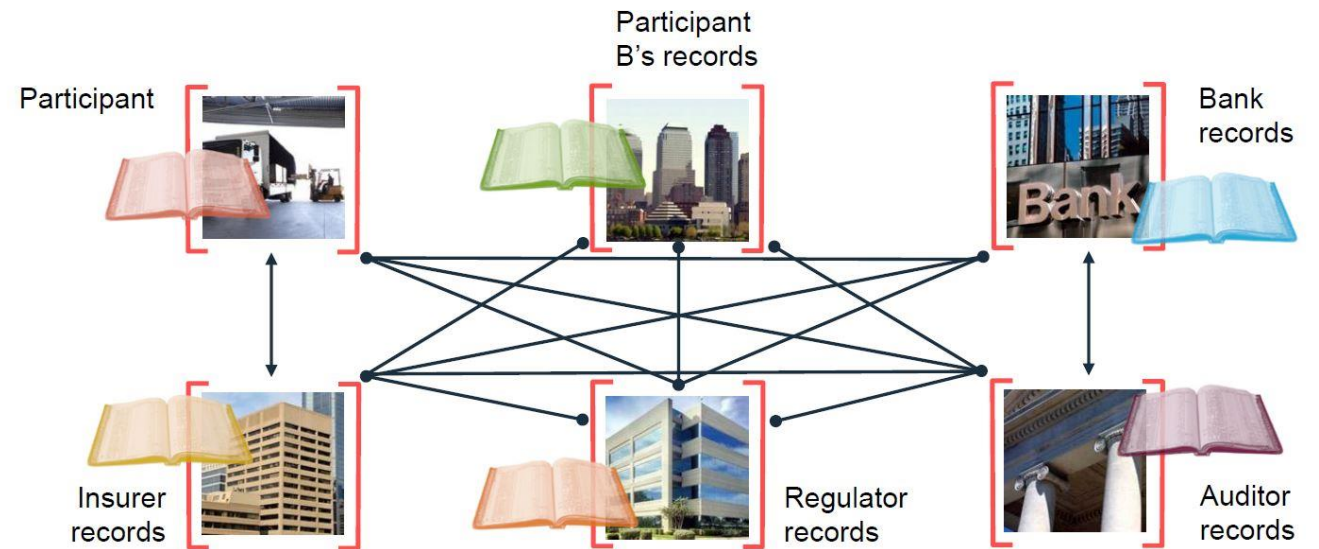 Participant
B’s records
Participant
Bank
records
Bank
Insurer
records
Regulator
records
Auditor
records